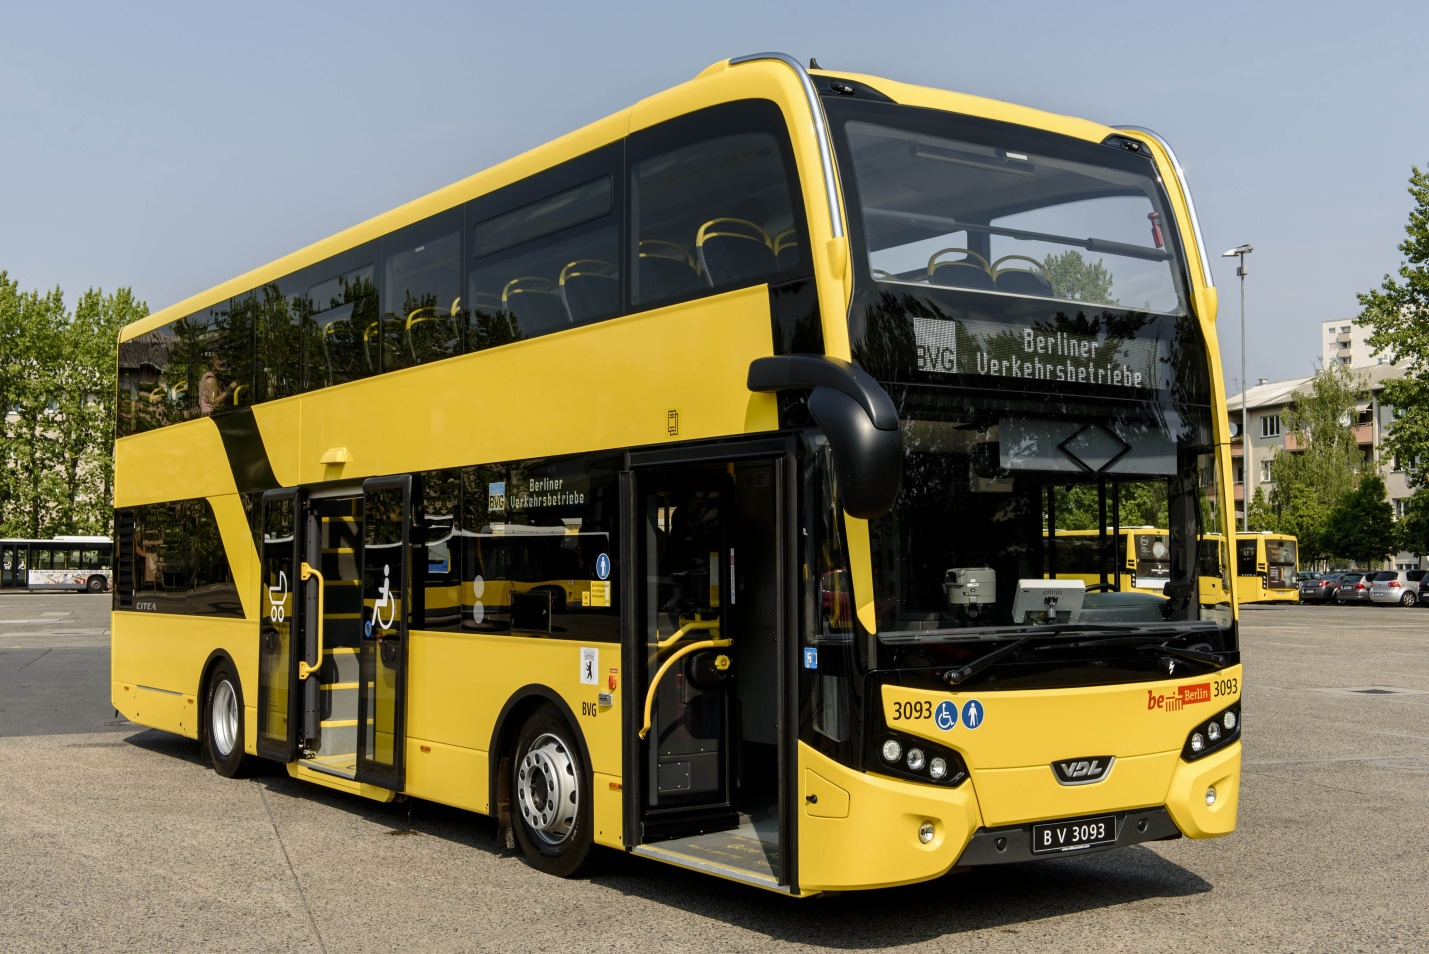 BVG
Berliner
Verkehrsbetriebe
BVG
Berliner
Verkehrsbetriebe
CITEA
BVG
3093
be Berlin
3093
VDL
B V 3093